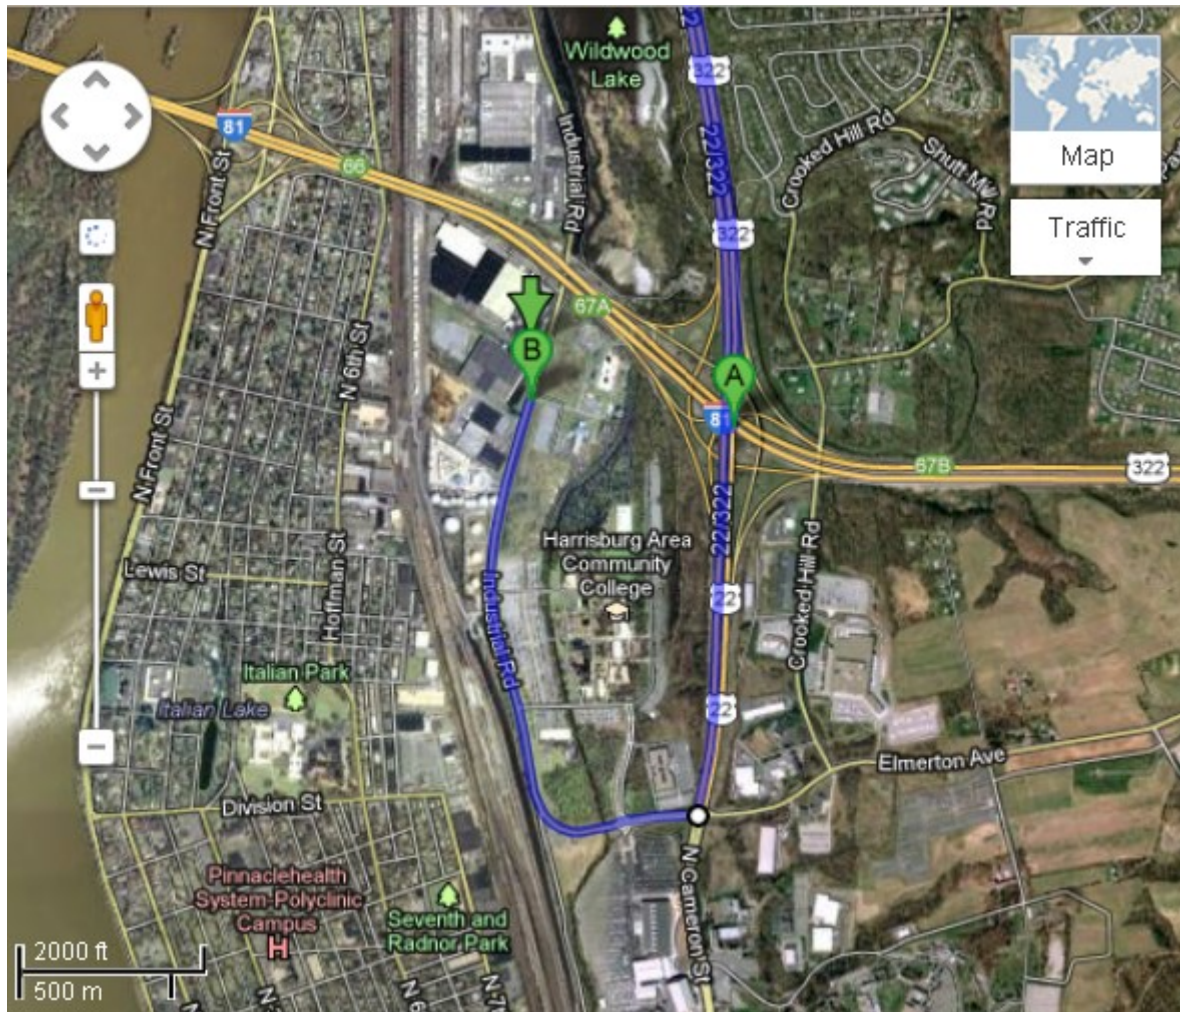 22
322
Wildwood
Lake
Map
Traffic
22/322
Crooked Hill Rd
Shutt Mill Rd
Industrial Rd
81
66
N Front St
322
67A
N 6th St
B
A
81
N Front St
67B
322
22/322
Harrisburg Area
Community
College
Crooked Hill Rd
Lewis St
Hoffman St
22
Industrial Rd
Italian Park
Italian Lake
22
Elmerton Ave
Division St
N Cameron St
Pinnaclehealth
System-Polyclinic
Campus
H
Seventh and
Radnor Park
2000 ft
500 m